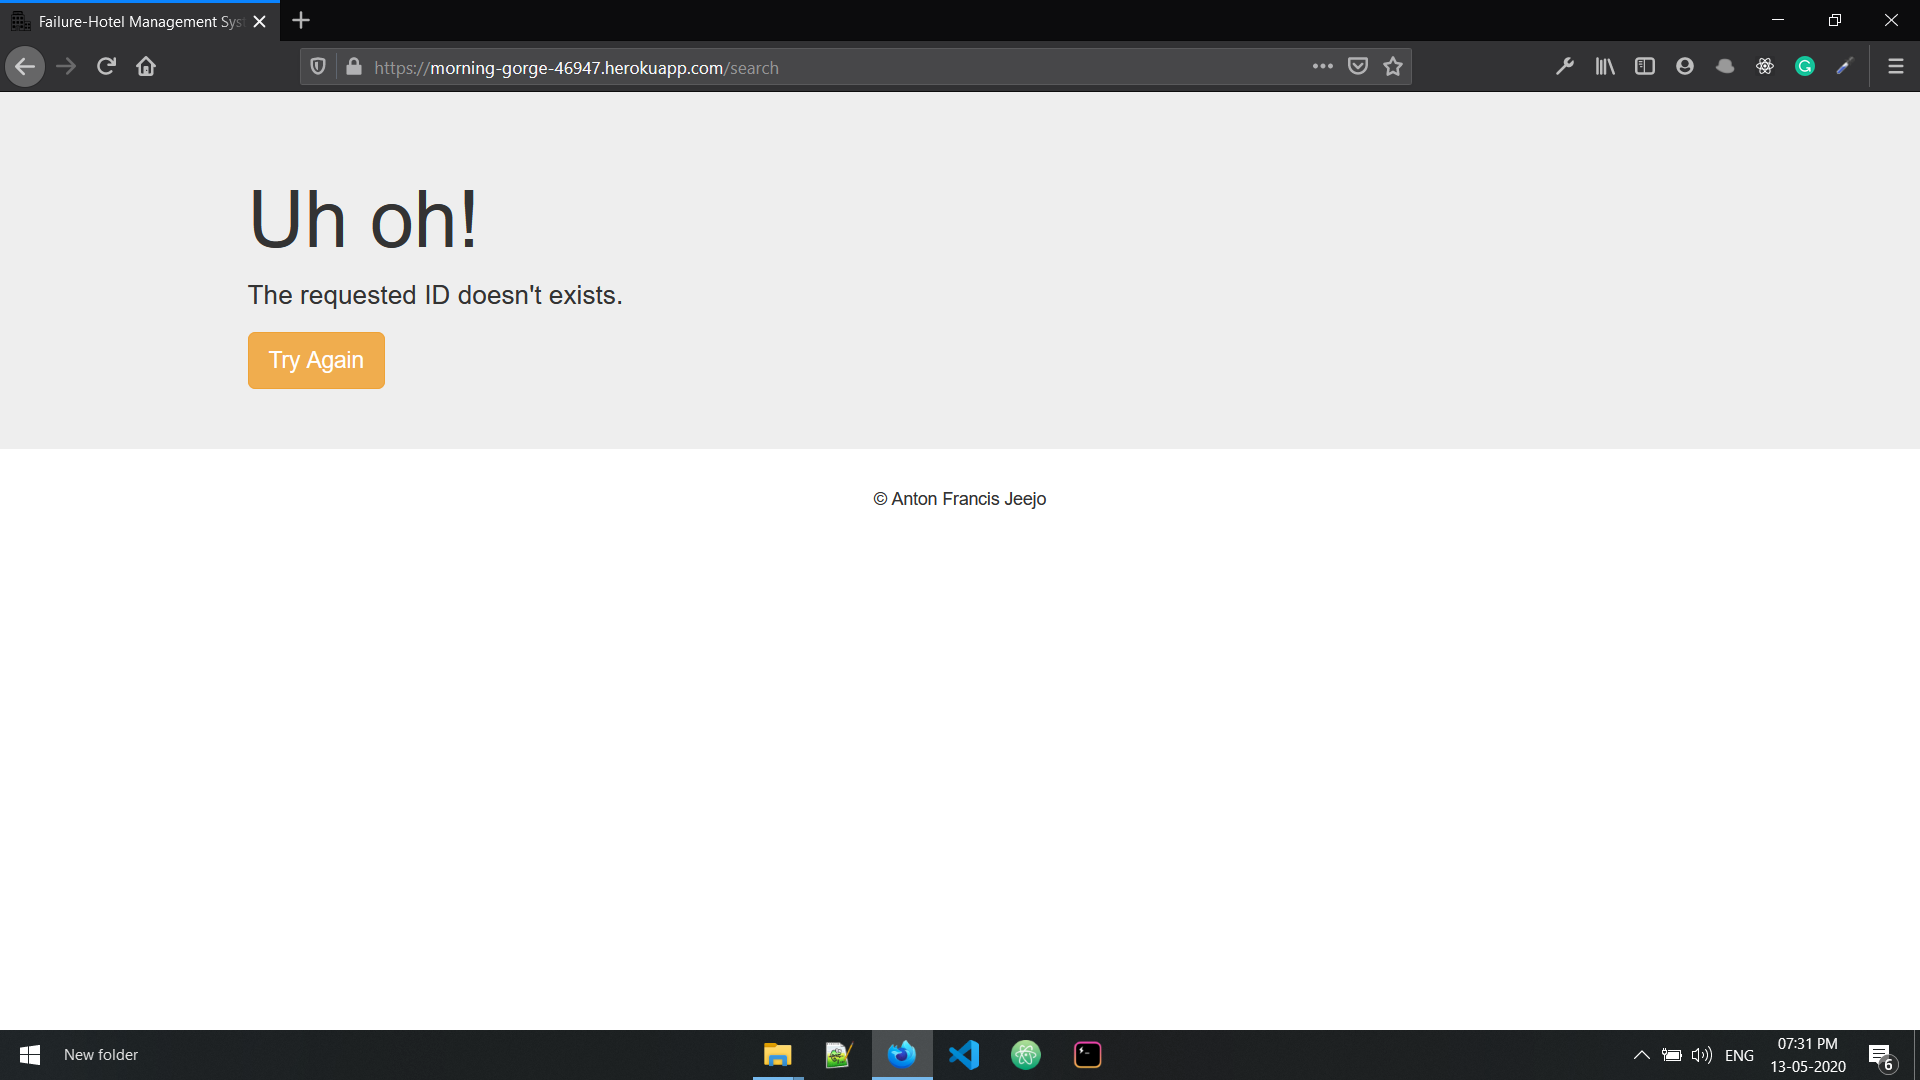 Failure-Hotel Management Sys
https://morning-gorge-46947.herokuapp.com/search
Uh oh!
The requested ID doesn't exists.
Try Again
© Anton Francis Jeejo
New folder
ENG
07:31 PM
13-05-2020
6